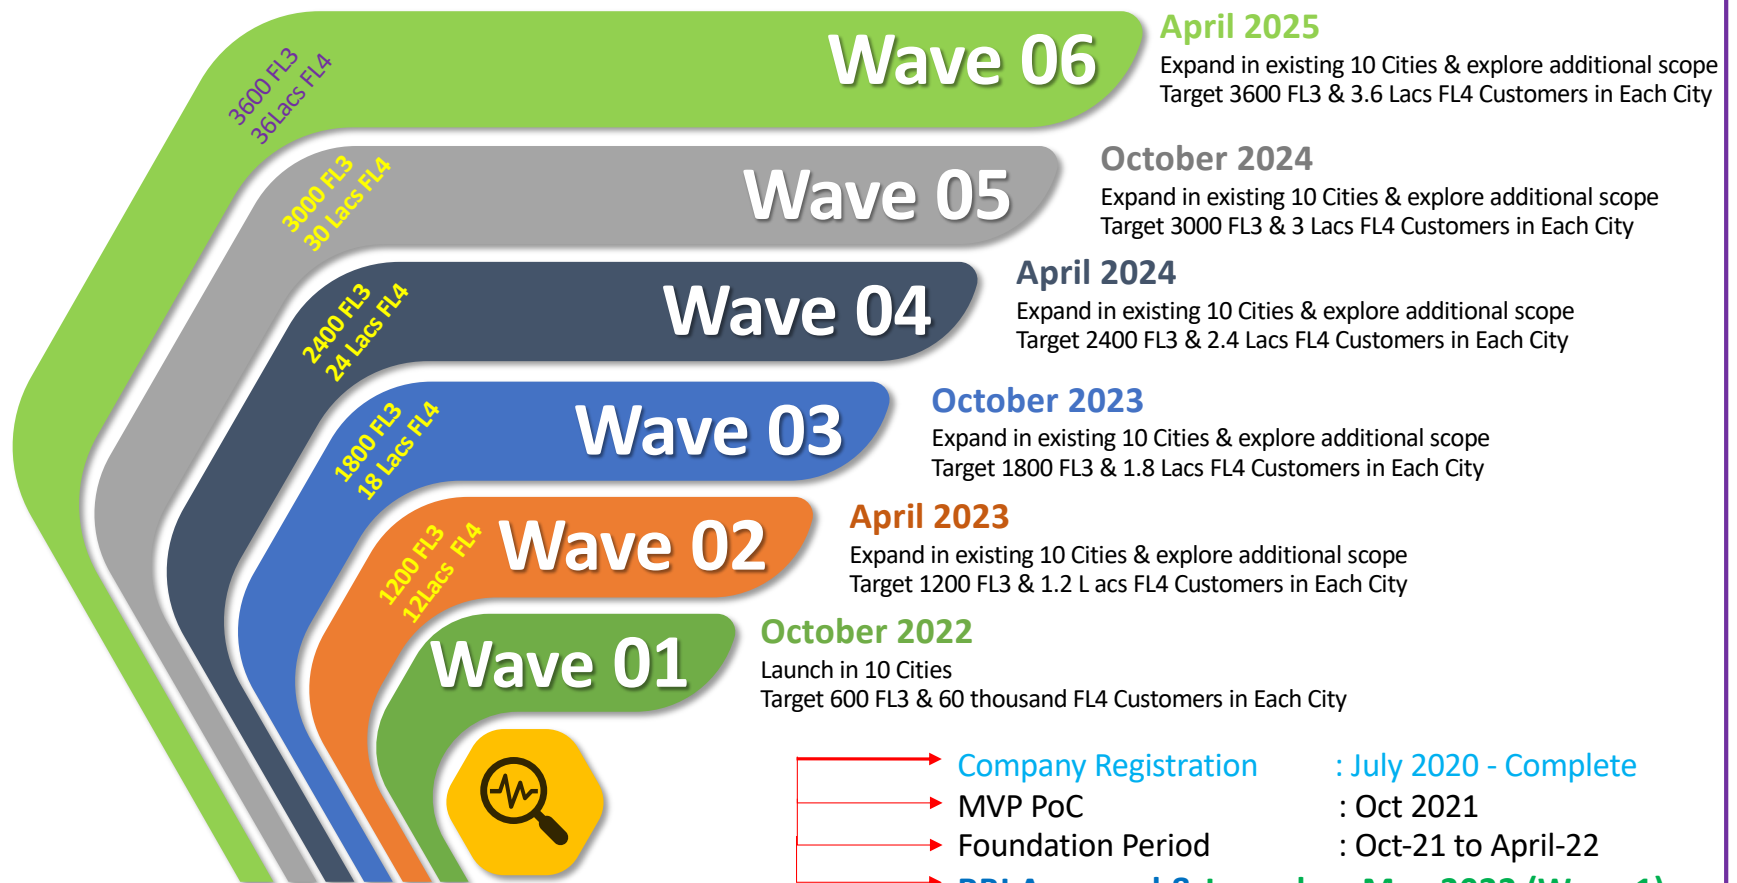 3600 FL3
36Lacs FL4
Wave 06
April 2025
Expand in existing 10 Cities & explore additional scope
Target 3600 FL3 & 3.6 Lacs FL4 Customers in Each City
3000 FL3
30 Lacs FL4
Wave 05
October 2024
Expand in existing 10 Cities & explore additional scope
Target 3000 FL3 & 3 Lacs FL4 Customers in Each City
2400 FL3
24 Lacs FL4
Wave 04
April 2024
Expand in existing 10 Cities & explore additional scope
Target 2400 FL3 & 2.4 Lacs FL4 Customers in Each City
1800 FL3
18 Lacs FL4
Wave 03
October 2023
Expand in existing 10 Cities & explore additional scope
Target 1800 FL3 & 1.8 Lacs FL4 Customers in Each City
1200 FL3
12Lacs FL4
Wave 02
April 2023
Expand in existing 10 Cities & explore additional scope
Target 1200 FL3 & 1.2 L acs FL4 Customers in Each City
Wave 01
October 2022
Launch in 10 Cities
Target 600 FL3 & 60 thousand FL4 Customers in Each City
Company Registration : July 2020 - Complete
MVP PoC : Oct 2021
Foundation Period : Oct-21 to April-22